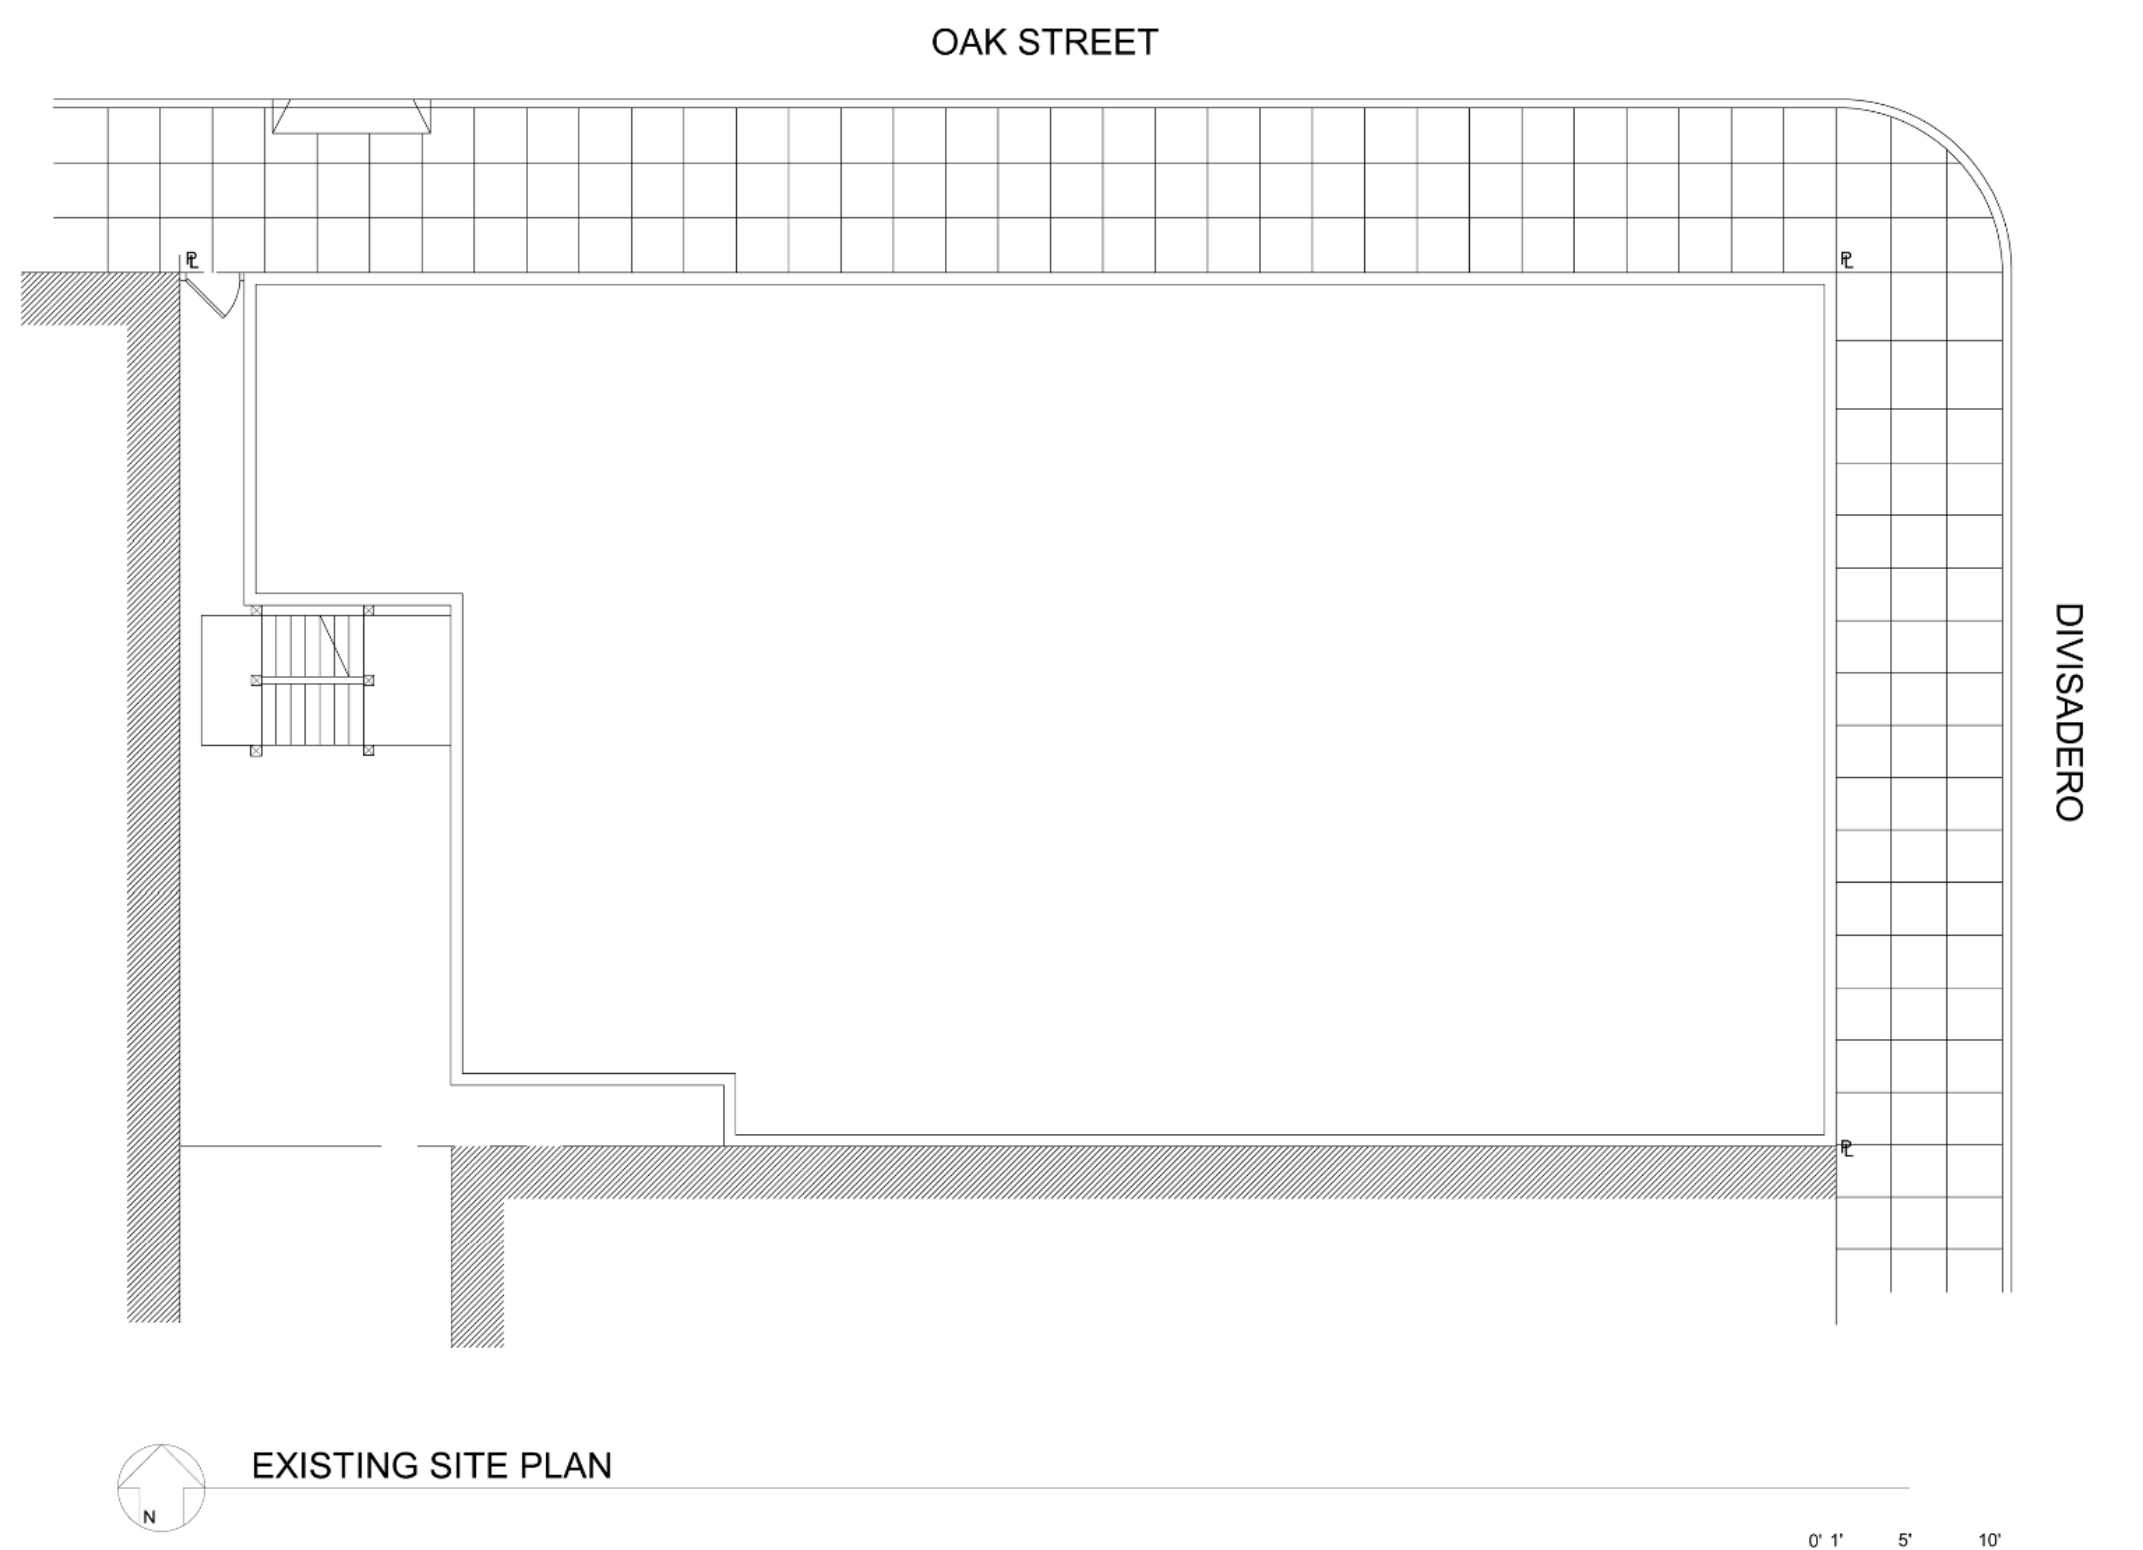 OAK STREET
PL
PL
DIVISADERO
PL
EXISTING SITE PLAN
N
0' 1' 5' 10'